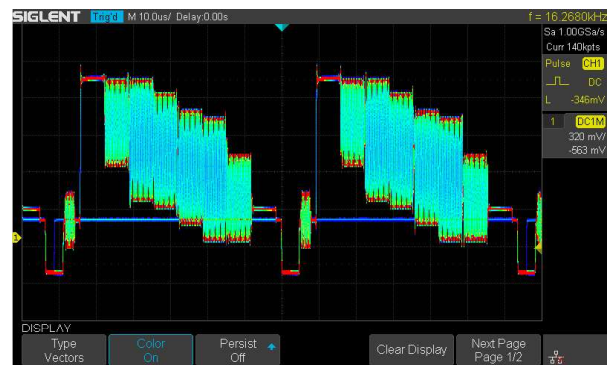 SIGLENT Trig'd M 10.0us/ Delay:0.00s f = 16.2680kHz
Sa 1.00GSa/s
Curr 140kpts
Pulse CH1
DC
L -346mV
1 DC1M
320 mV/
-563 mV
1
DISPLAY
Type
Vectors
Color
On
Persist
Off
Clear Display
Next Page
Page 1/2